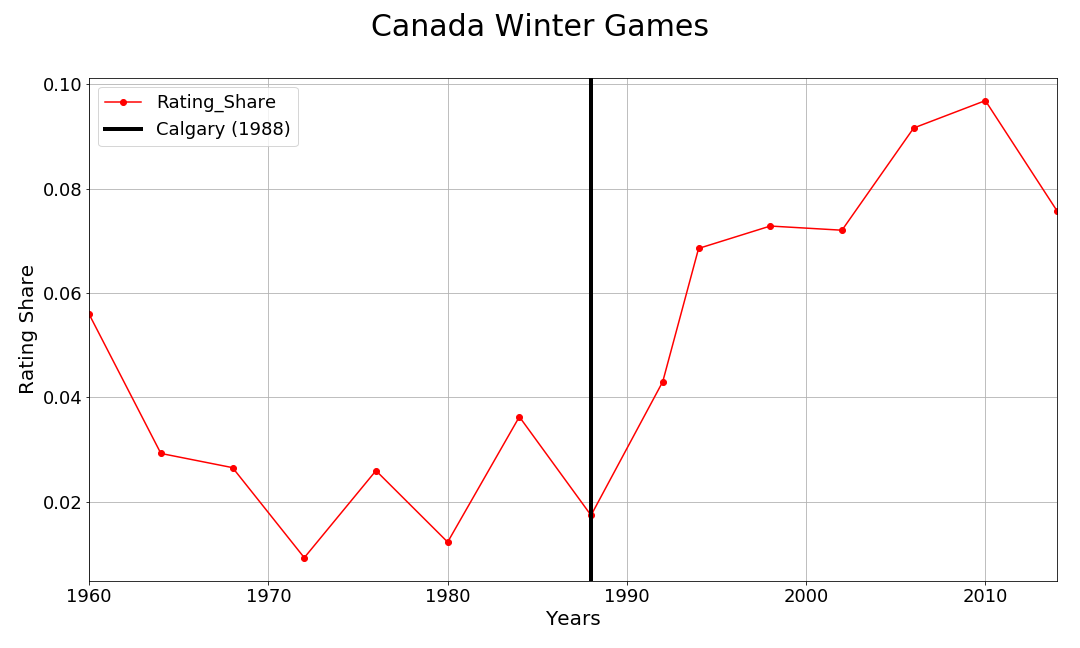 Canada Winter Games
0.10
Rating_Share
Calgary (1988)
0.08
0.06
0.04
0.02
Rating Share
1960 1970 1980 1990 2000 2010
Years